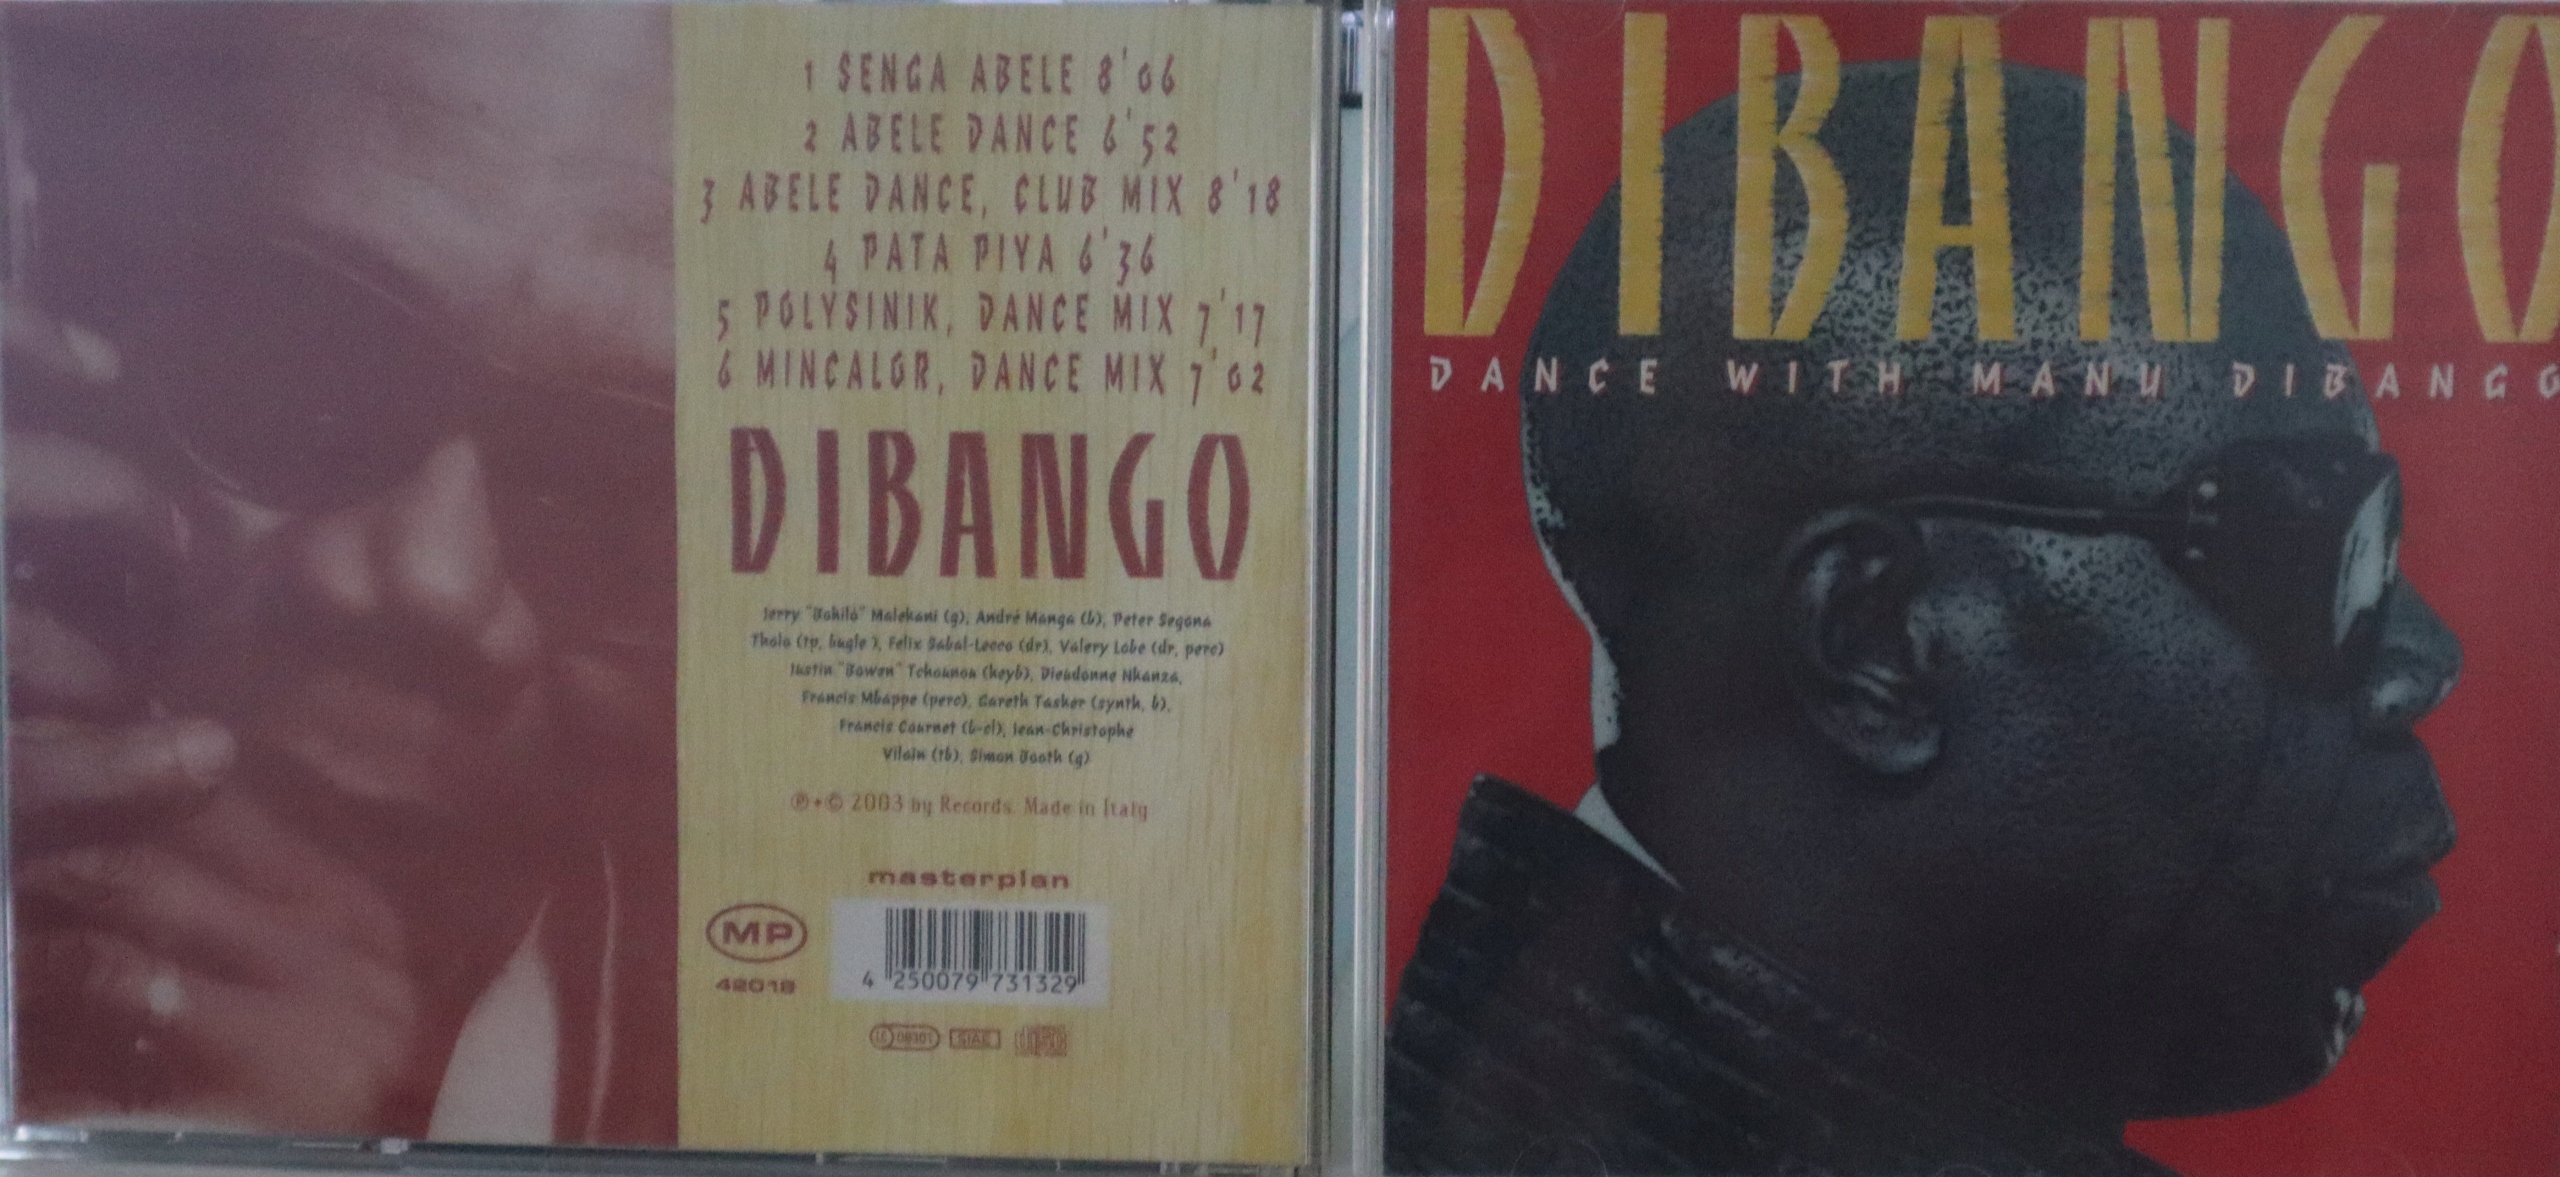 1 SENGA ABELE 8'06
2 ABELE DANCE 6'52
3 ABELE DANCE, CLUB MIX 8'18
4 PATA PIYA 6'36
5 POLYSINIK, DANCE MIX 7'17
6 MINCALOR, DANCE MIX 7'02
DIBANGO
Jerry "Bokilo" Malekani (g), André Manga (b), Peter Segona
Tholo (tp, bugle ), Felix Sabal-Lecco (dr), Valery Lobe (dr, perc)
Justin "Bowen" Tchounou (keyb), Dieudonne Nkanza,
Francis Mbappe (perc), Gareth Tasker (synth, b),
Francis Cournet (b-cl), Jean-Christophe
Vilain (tb), Simon Booth (g)
℗+© 2003 by Records. Made in Italy
masterplan
MP
42018
4 250079 731329
SIAE
DIBANGO
DANCE WITH MANU DIBANGO